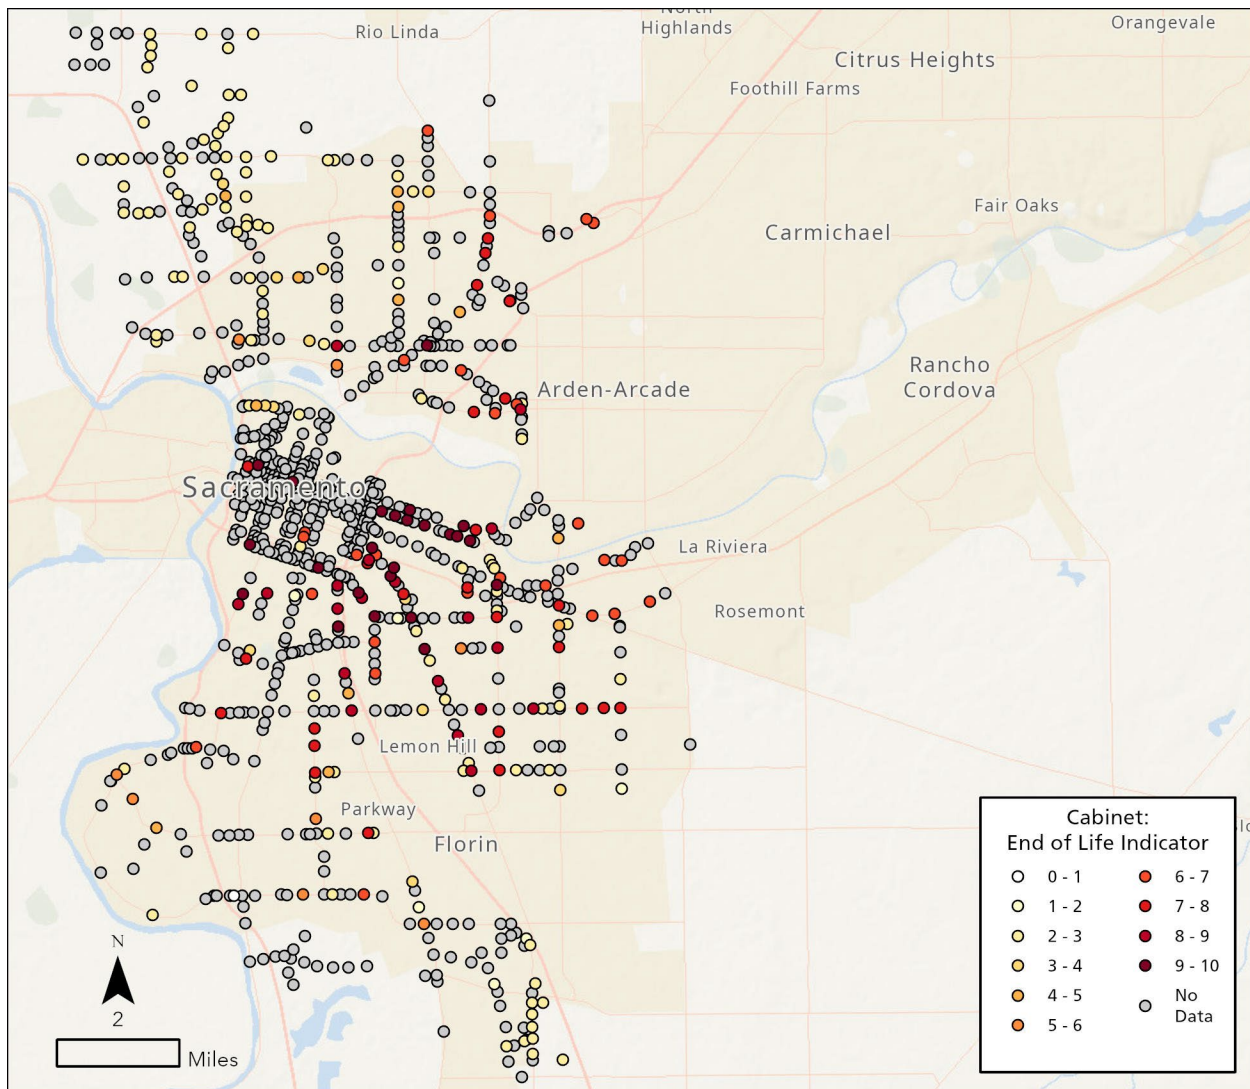 North
Highlands
Rio Linda
Orangevale
Citrus Heights
Foothill Farms
Fair Oaks
Carmichael
Rancho
Cordova
Arden-Arcade
Sacramento
La Riviera
Rosemont
Lemon Hill
Parkway
Florin
N
2
Miles
Cabinet:
End of Life Indicator
0 - 1
1 - 2
2 - 3
3 - 4
4 - 5
5 - 6
6 - 7
7 - 8
8 - 9
9 - 10
No
Data